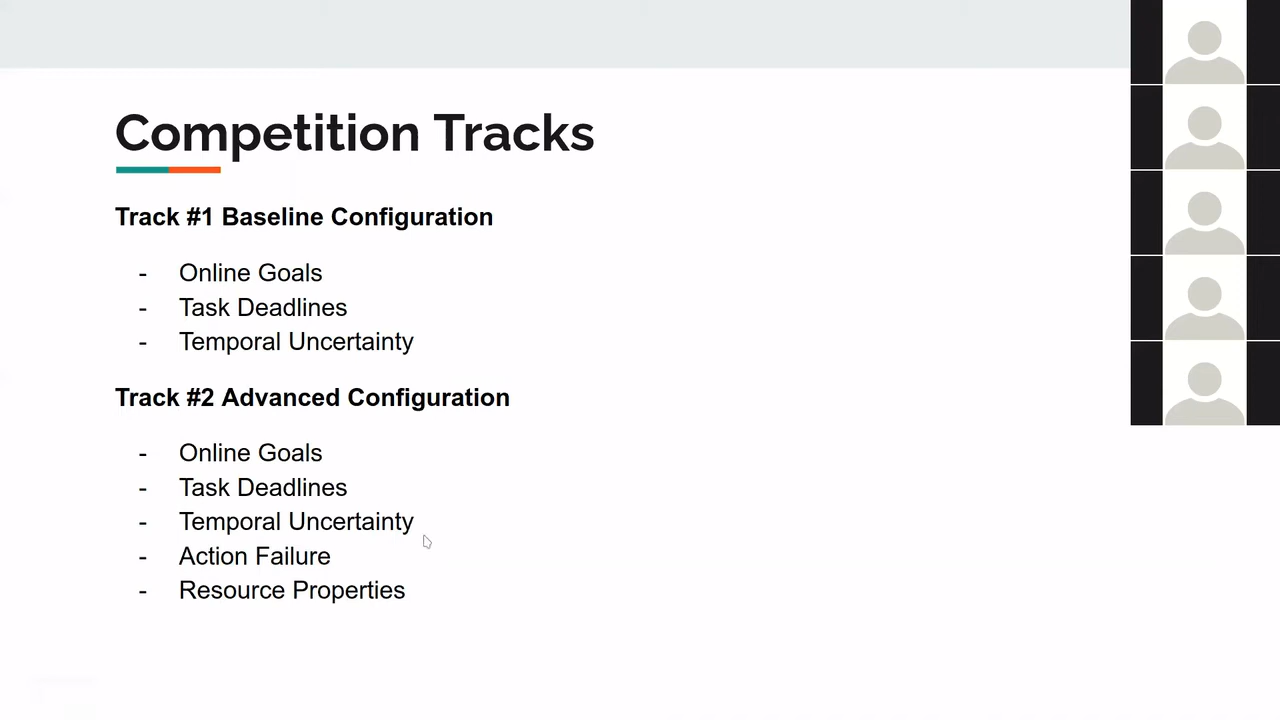 Competition Tracks
Track #1 Baseline Configuration
- Online Goals
- Task Deadlines
- Temporal Uncertainty
Track #2 Advanced Configuration
- Online Goals
- Task Deadlines
- Temporal Uncertainty
- Action Failure
- Resource Properties